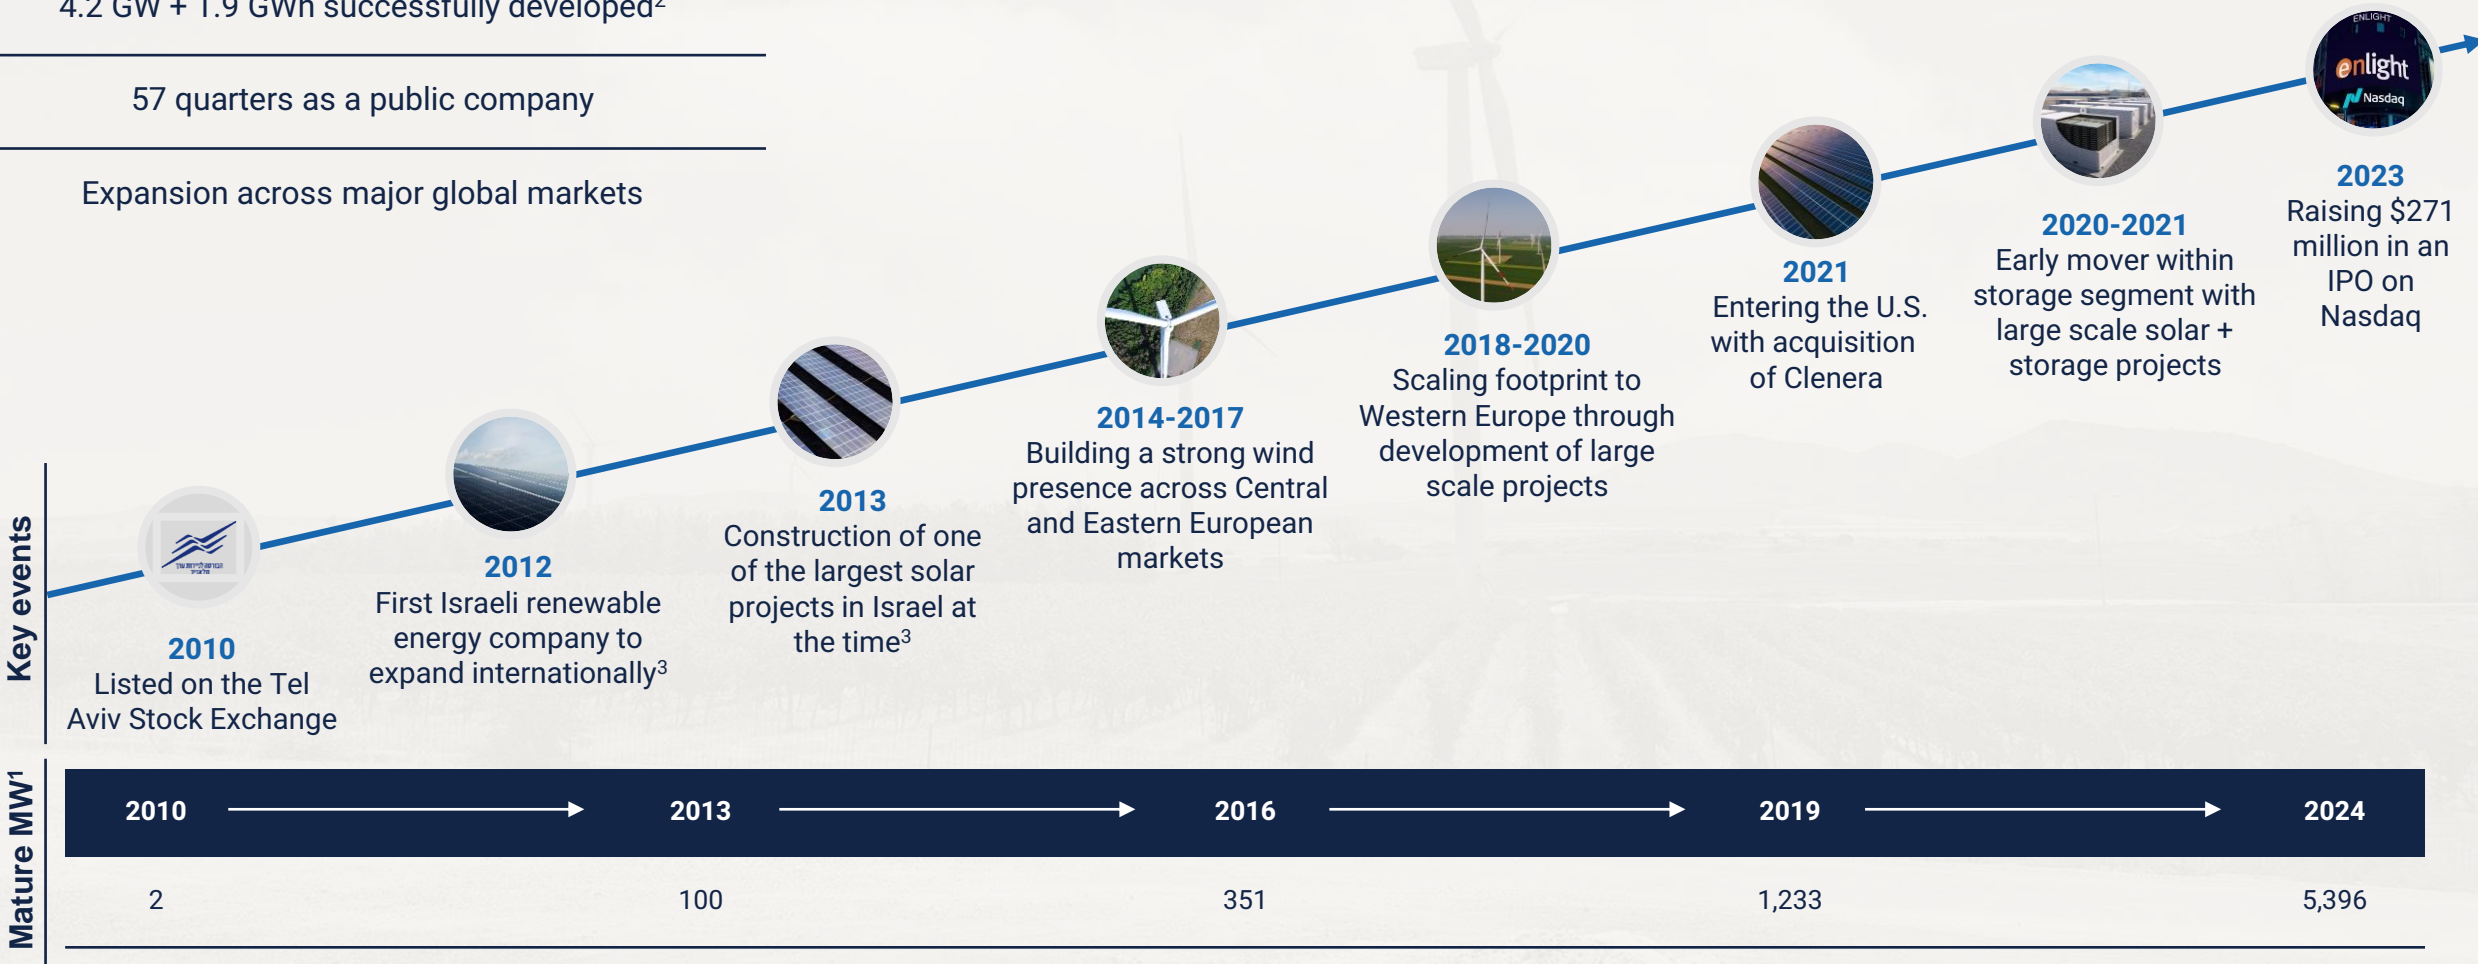 4.2 GW + 1.9 GWh successfully developed²
57 quarters as a public company
Expansion across major global markets
Key events
הבורסה לניירות ערך
בתל אביב
2010
Listed on the Tel
Aviv Stock Exchange
2012
First Israeli renewable
energy company to
expand internationally³
2013
Construction of one
of the largest solar
projects in Israel at
the time³
2014-2017
Building a strong wind
presence across Central
and Eastern European
markets
2018-2020
Scaling footprint to
Western Europe through
development of large
scale projects
2021
Entering the U.S.
with acquisition
of Clenera
2020-2021
Early mover within
storage segment with
large scale solar +
storage projects
ENLIGHT
enlight
Nasdaq
2023
Raising $271
million in an
IPO on
Nasdaq
Mature MW¹
2010 2013 2016 2019 2024
2 100 351 1,233 5,396